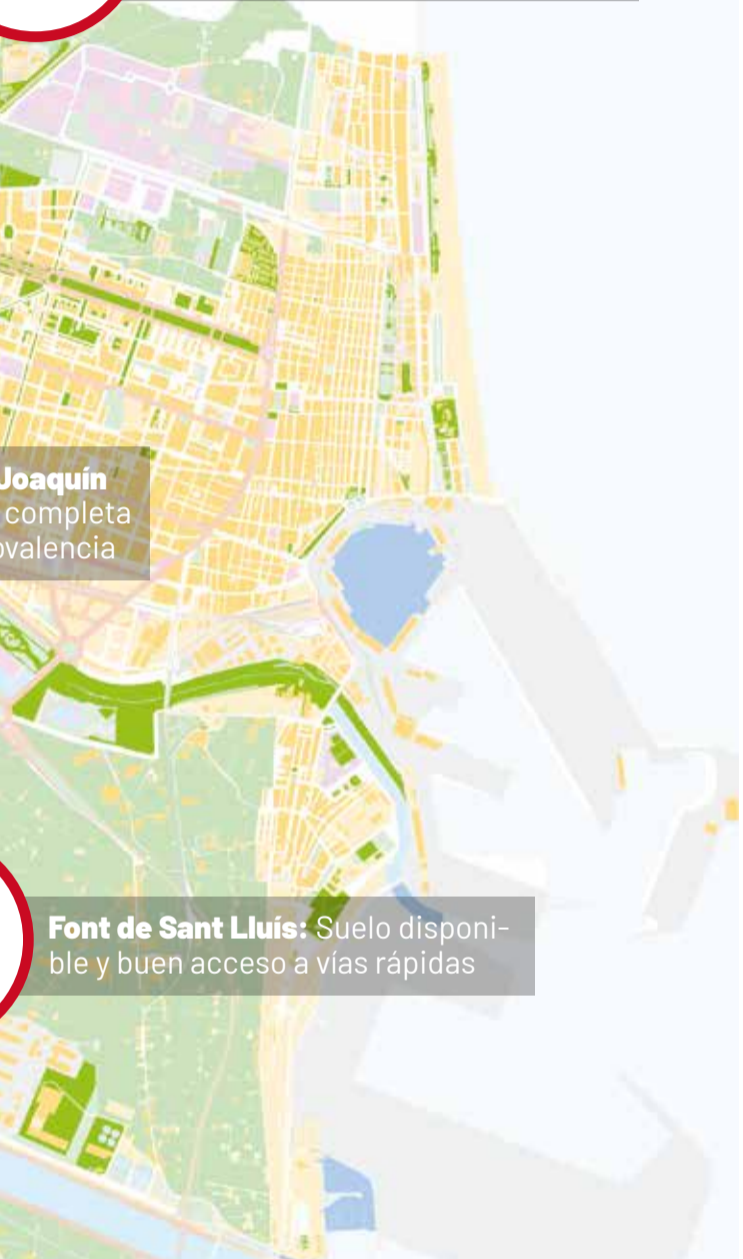 Joaquín
completa
ovalencia
Font de Sant Lluís: Suelo disponi-
ble y buen acceso a vías rápidas